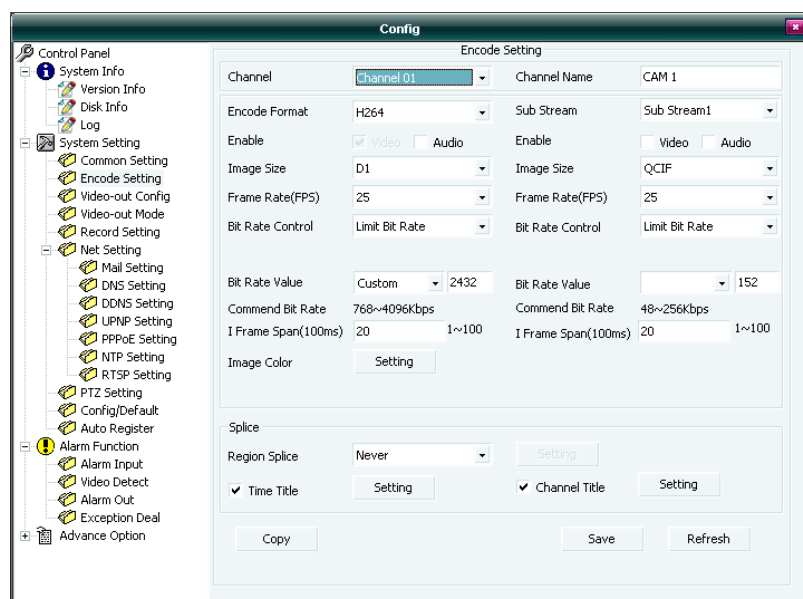 Config
Control Panel
System Info
Version Info
Disk Info
Log
System Setting
Common Setting
Encode Setting
Video-out Config
Video-out Mode
Record Setting
Net Setting
Mail Setting
DNS Setting
DDNS Setting
UPNP Setting
PPPoE Setting
NTP Setting
RTSP Setting
PTZ Setting
Config/Default
Auto Register
Alarm Function
Alarm Input
Video Detect
Alarm Out
Exception Deal
Advance Option
Encode Setting
Channel Channel 01 Channel Name CAM 1
Encode Format H264 Sub Stream Sub Stream1
Enable Video Audio Enable Video Audio
Image Size D1 Image Size QCIF
Frame Rate(FPS) 25 Frame Rate(FPS) 25
Bit Rate Control Limit Bit Rate Bit Rate Control Limit Bit Rate
Bit Rate Value Custom 2432 Bit Rate Value 152
Commend Bit Rate 768~4096Kbps Commend Bit Rate 48~256Kbps
I Frame Span(100ms) 20 1~100 I Frame Span(100ms) 20 1~100
Image Color Setting
Splice
Region Splice Never Setting
Time Title Setting Channel Title Setting
Copy Save Refresh